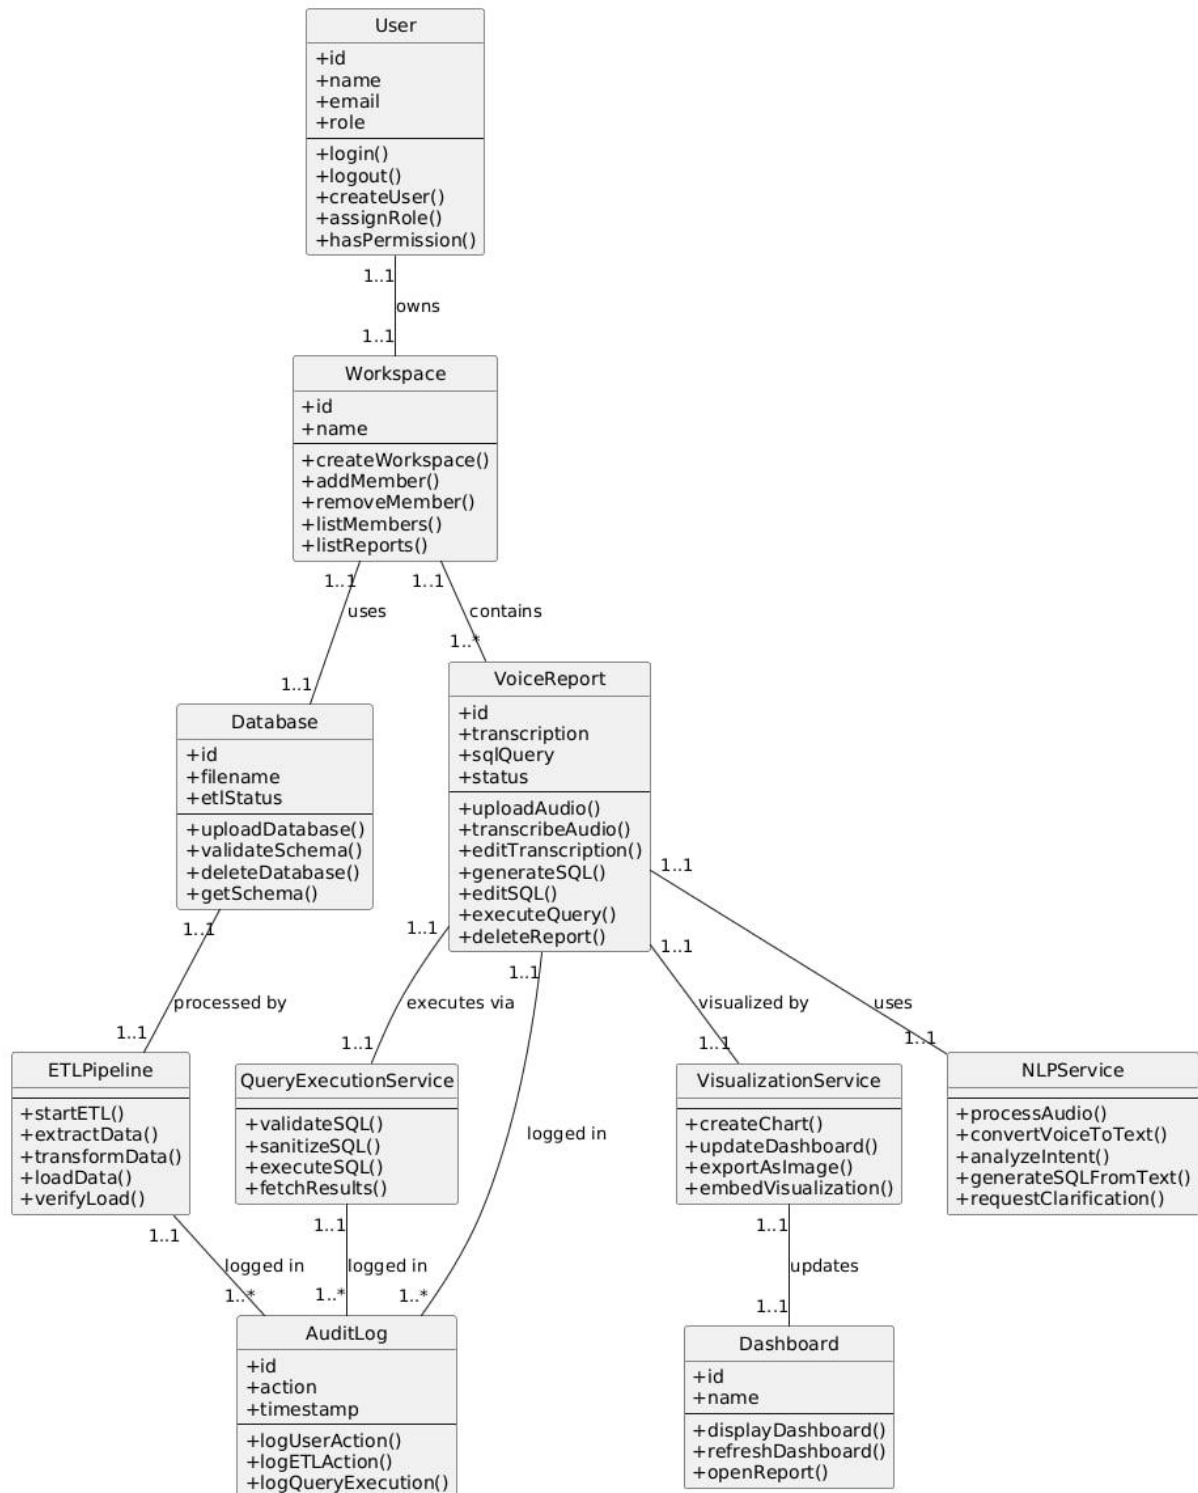 User
+id
+name
+email
+role
+login()
+logout()
+createUser()
+assignRole()
+hasPermission()
1..1
owns
1..1
Workspace
+id
+name
+createWorkspace()
+addMember()
+removeMember()
+listMembers()
+listReports()
1..1
uses
1..1
1..1
contains
1..*
Database
+id
+filename
+etlStatus
+uploadDatabase()
+validateSchema()
+deleteDatabase()
+getSchema()
VoiceReport
+id
+transcription
+sqlQuery
+status
+uploadAudio()
+transcribeAudio()
+editTranscription()
+generateSQL()
+editSQL()
+executeQuery()
+deleteReport()
1..1
processed by
1..1
1..1
executes via
1..1
1..1
logged in
1..*
1..1
visualized by
1..1
1..1
uses
1..1
ETLPipeline
+startETL()
+extractData()
+transformData()
+loadData()
+verifyLoad()
QueryExecutionService
+validateSQL()
+sanitizeSQL()
+executeSQL()
+fetchResults()
VisualizationService
+createChart()
+updateDashboard()
+exportAsImage()
+embedVisualization()
NLPService
+processAudio()
+convertVoiceToText()
+analyzeIntent()
+generateSQLFromText()
+requestClarification()
1..1
logged in
1..*
1..1
logged in
1..*
1..1
updates
1..1
AuditLog
+id
+action
+timestamp
+logUserAction()
+logETLAction()
+logQueryExecution()
Dashboard
+id
+name
+displayDashboard()
+refreshDashboard()
+openReport()